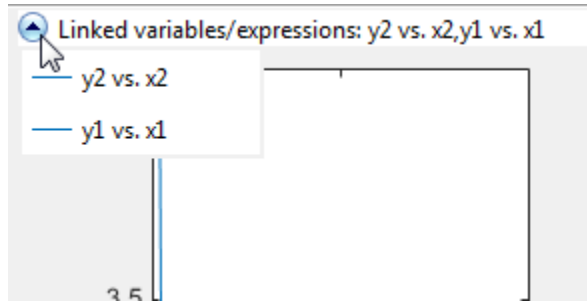 Linked variables/expressions: y2 vs. x2,y1 vs. x1
y2 vs. x2
y1 vs. x1
3.5